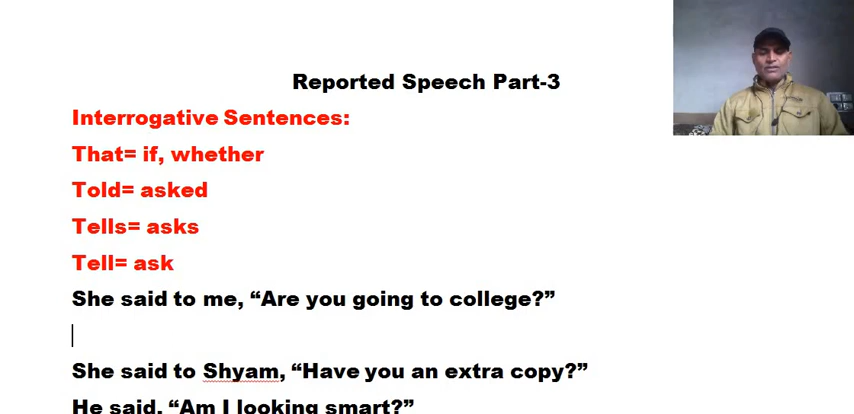 Reported Speech Part-3
Interrogative Sentences:
That= if, whether
Told= asked
Tells= asks
Tell= ask
She said to me, “Are you going to college?”
She said to Shyam, “Have you an extra copy?”
He said, “Am I looking smart?”